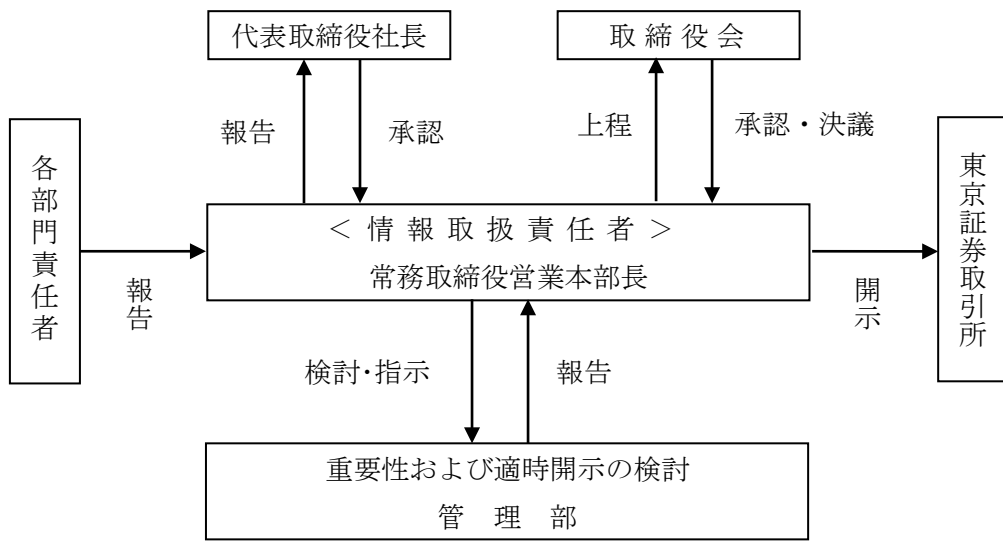 代表取締役社長
取 締 役 会
報告
承認
上程
承認・決議
各部門責任者
報告
＜ 情 報 取 扱 責 任 者 ＞
常務取締役営業本部長
開示
東京証券取引所
検討･指示
報告
重要性および適時開示の検討
管　理　部